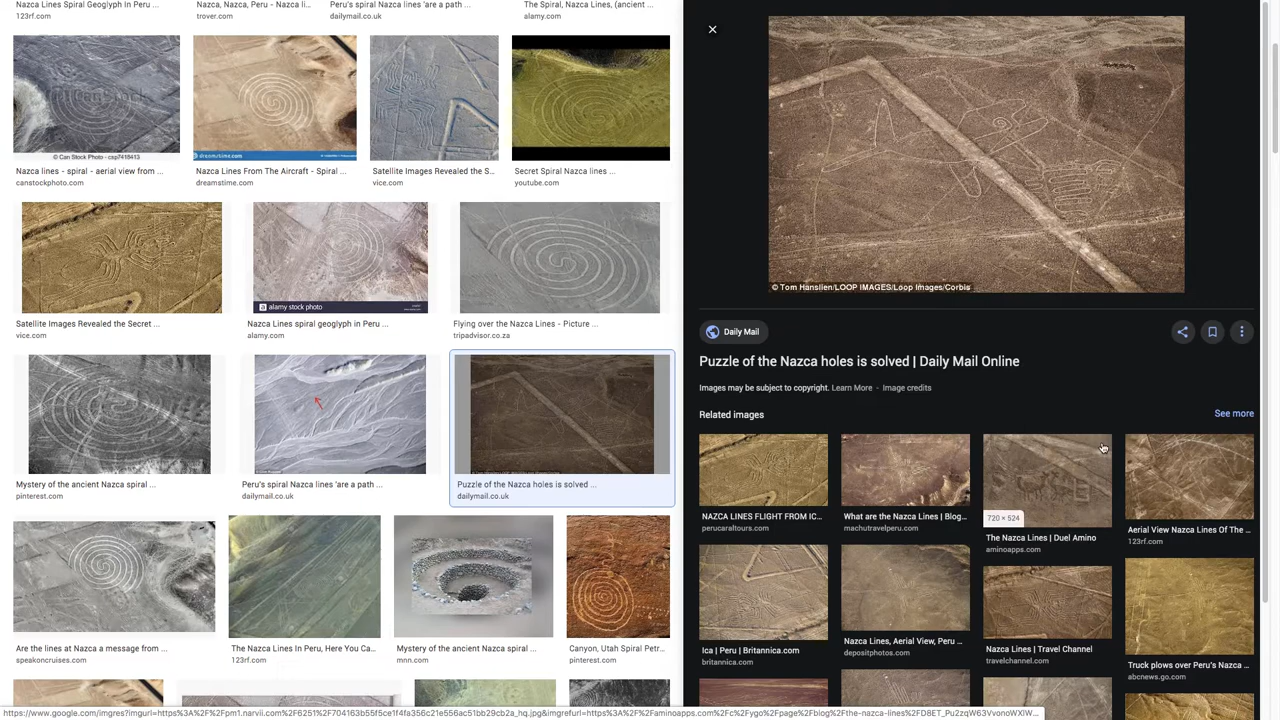 Nazca Lines Spiral Geoglyph In Peru ...
123rf.com
Nazca, Nazca, Peru - Nazca li...
trover.com
Peru's spiral Nazca lines 'are a path ...
dailymail.co.uk
The Spiral, Nazca Lines, (ancient ...
alamy.com
© Can Stock Photo - csp7418413
Nazca lines - spiral - aerial view from ...
canstockphoto.com
dreamstime.com
Nazca Lines From The Aircraft - Spiral ...
dreamstime.com
Satellite Images Revealed the S...
vice.com
Secret Spiral Nazca lines ...
youtube.com
Satellite Images Revealed the Secret ...
vice.com
alamy stock photo
Nazca Lines spiral geoglyph in Peru ...
alamy.com
Flying over the Nazca Lines - Picture ...
tripadvisor.co.za
Mystery of the ancient Nazca spiral ...
pinterest.com
Peru's spiral Nazca lines 'are a path ...
dailymail.co.uk
Puzzle of the Nazca holes is solved ...
dailymail.co.uk
Are the lines at Nazca a message from ...
speakoncruises.com
The Nazca Lines In Peru, Here You Ca...
123rf.com
Mystery of the ancient Nazca spiral ...
mnn.com
Canyon, Utah Spiral Petr...
pinterest.com
© Tom Hanslien/LOOP IMAGES/Loop Images/Corbis
Daily Mail
Puzzle of the Nazca holes is solved | Daily Mail Online
Images may be subject to copyright. Learn More - Image credits
Related images
See more
NAZCA LINES FLIGHT FROM IC...
perucaraltours.com
What are the Nazca Lines | Blog...
machutravelperu.com
720 × 524
The Nazca Lines | Duel Amino
aminoapps.com
Aerial View Nazca Lines Of The ...
123rf.com
Ica | Peru | Britannica.com
britannica.com
Nazca Lines, Aerial View, Peru ...
depositphotos.com
Nazca Lines | Travel Channel
travelchannel.com
Truck plows over Peru's Nazca ...
abcnews.go.com